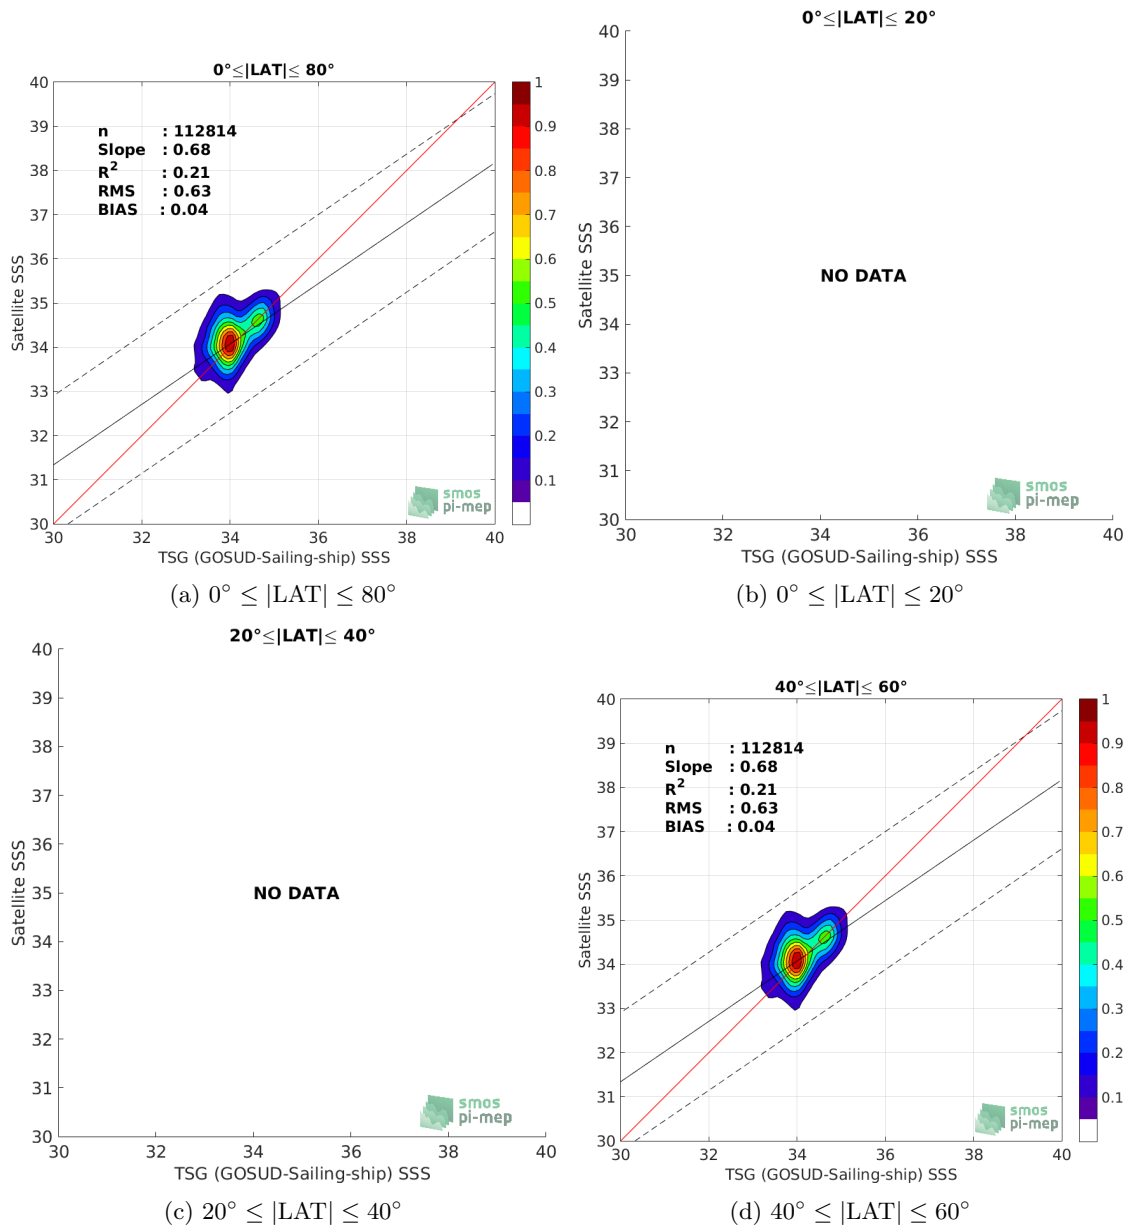 0°≤|LAT|≤ 80°
40
39
38
37
36
35
34
33
32
31
30
Satellite SSS
n : 112814
Slope : 0.68
R² : 0.21
RMS : 0.63
BIAS : 0.04
1
0.9
0.8
0.7
0.6
0.5
0.4
0.3
0.2
0.1
smos
pi-mep
30 32 34 36 38 40
TSG (GOSUD-Sailing-ship) SSS
(a) 0° ≤ |LAT| ≤ 80°
0°≤|LAT|≤ 20°
40
39
38
37
36
35
34
33
32
31
30
Satellite SSS
NO DATA
smos
pi-mep
30 32 34 36 38 40
TSG (GOSUD-Sailing-ship) SSS
(b) 0° ≤ |LAT| ≤ 20°
20°≤|LAT|≤ 40°
40
39
38
37
36
35
34
33
32
31
30
Satellite SSS
NO DATA
smos
pi-mep
30 32 34 36 38 40
TSG (GOSUD-Sailing-ship) SSS
(c) 20° ≤ |LAT| ≤ 40°
40°≤|LAT|≤ 60°
40
39
38
37
36
35
34
33
32
31
30
Satellite SSS
n : 112814
Slope : 0.68
R² : 0.21
RMS : 0.63
BIAS : 0.04
1
0.9
0.8
0.7
0.6
0.5
0.4
0.3
0.2
0.1
smos
pi-mep
30 32 34 36 38 40
TSG (GOSUD-Sailing-ship) SSS
(d) 40° ≤ |LAT| ≤ 60°